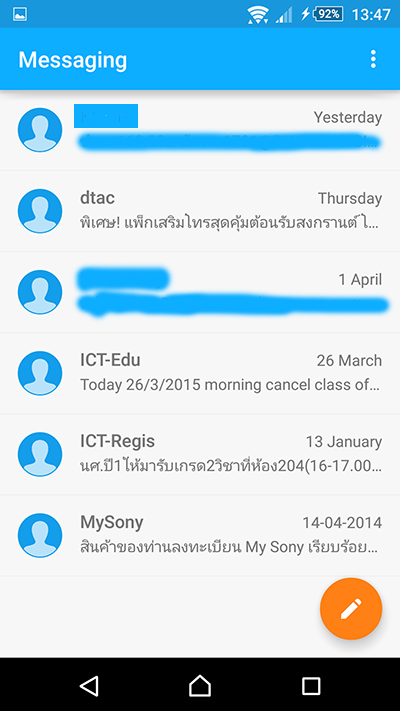 92% 13:47
Messaging
Yesterday
dtac Thursday
พิเศษ! แพ็กเสริมโทรสุดคุ้มต้อนรับสงกรานต์ โ...
1 April
ICT-Edu 26 March
Today 26/3/2015 morning cancel class of...
ICT-Regis 13 January
นศ.ปี1ให้มารับเกรด2วิชาที่ห้อง204(16-17.00...
MySony 14-04-2014
สินค้าของท่านลงทะเบียน My Sony เรียบร้อย...